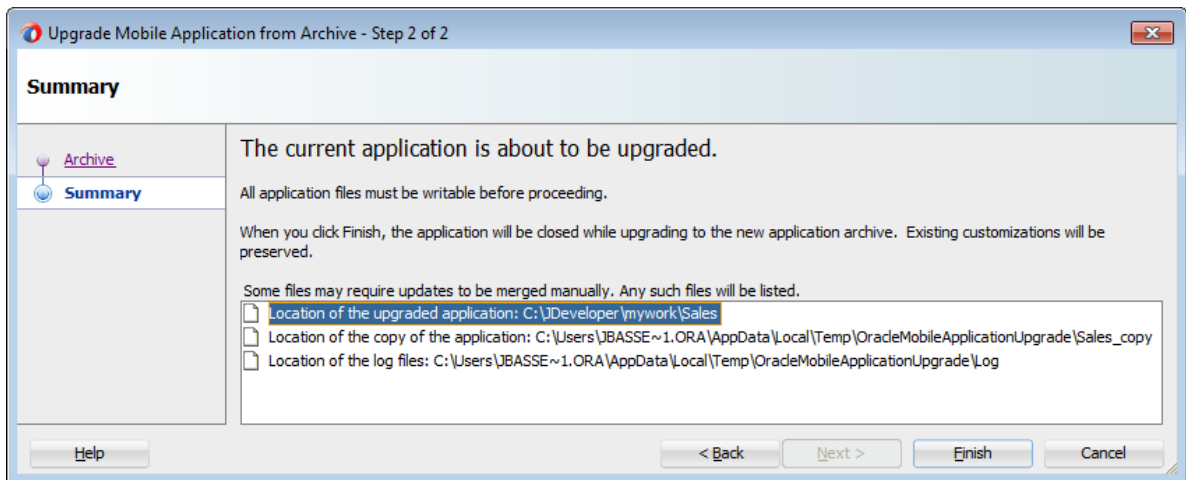 Upgrade Mobile Application from Archive - Step 2 of 2
Summary
Archive
Summary
The current application is about to be upgraded.
All application files must be writable before proceeding.
When you click Finish, the application will be closed while upgrading to the new application archive.  Existing customizations will be
preserved.
Some files may require updates to be merged manually. Any such files will be listed.
Location of the upgraded application: C:\JDeveloper\mywork\Sales
Location of the copy of the application: C:\Users\JBASSE~1.ORA\AppData\Local\Temp\OracleMobileApplicationUpgrade\Sales_copy
Location of the log files: C:\Users\JBASSE~1.ORA\AppData\Local\Temp\OracleMobileApplicationUpgrade\Log
Help
< Back
Next >
Finish
Cancel